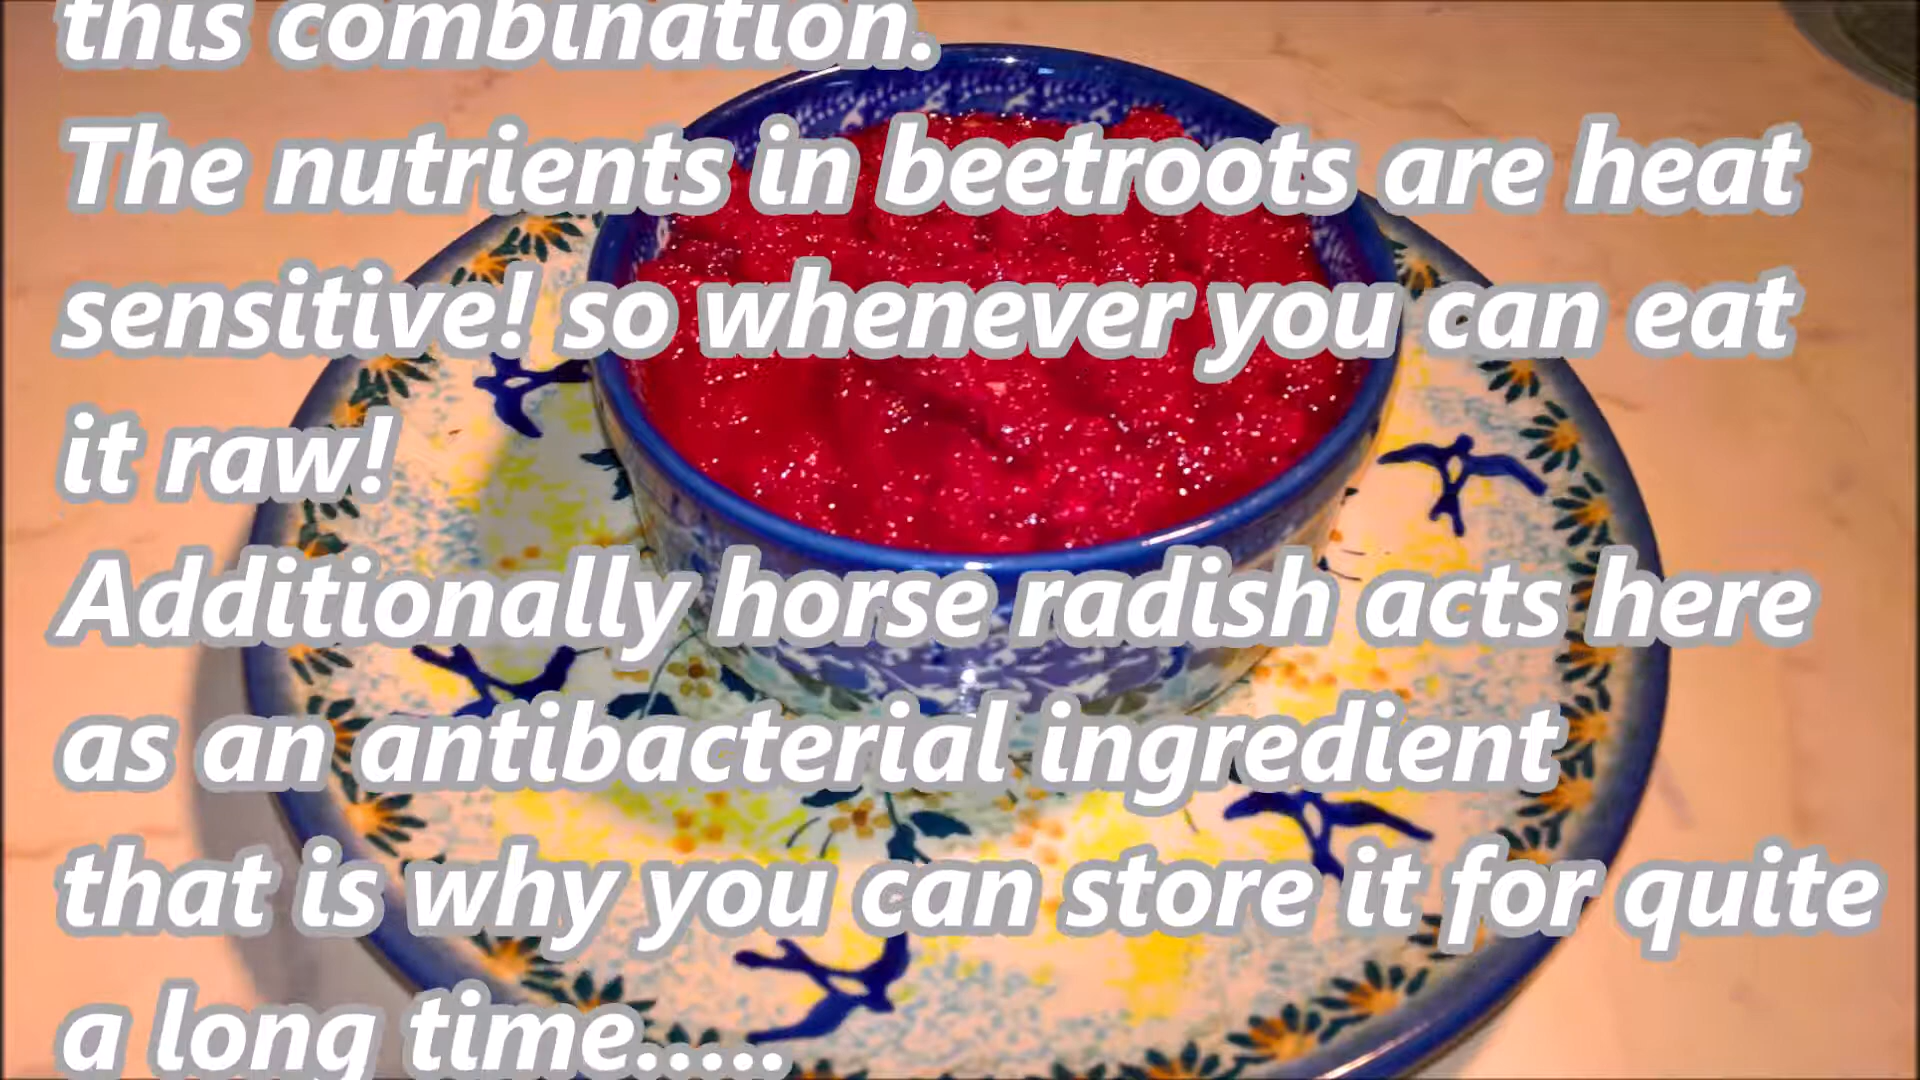 this combination.
The nutrients in beetroots are heat
sensitive! so whenever you can eat
it raw!
Additionally horse radish acts here
as an antibacterial ingredient
that is why you can store it for quite
a long time.....